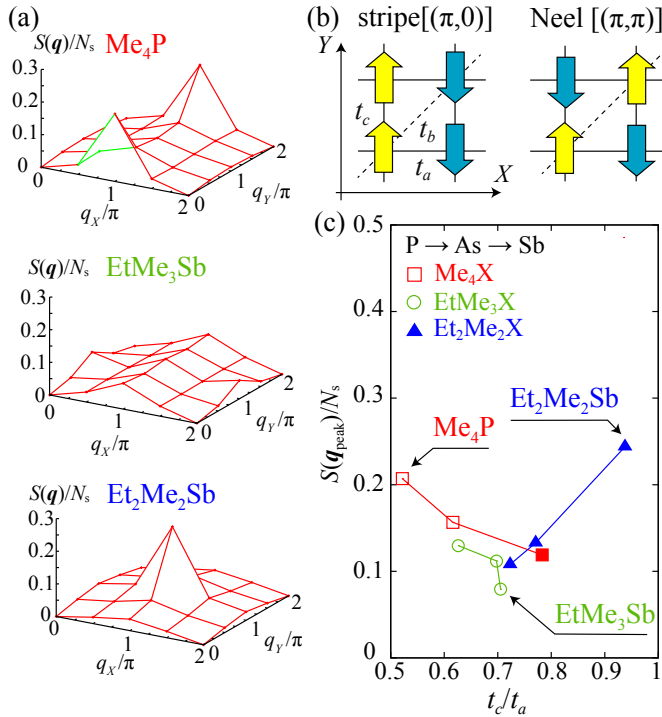 (a)
S(q)/Ns Me4P
0.3
0.2
0.1
0
0
1
2
0
1
2
qX/π
qY/π
S(q)/Ns EtMe3Sb
0.3
0.2
0.1
0
0
1
2
0
1
2
qX/π
qY/π
S(q)/Ns Et2Me2Sb
0.3
0.2
0.1
0
0
1
2
0
1
2
qX/π
qY/π
(b) stripe[(π,0)] Neel [(π,π)]
Y
tc
tb
ta
X
(c)
0.5
0.4
0.3
0.2
0.1
0
S(qpeak)/Ns
P → As → Sb
Me4X
EtMe3X
Et2Me2X
Et2Me2Sb
Me4P
EtMe3Sb
0.5 0.6 0.7 0.8 0.9 1
tc/ta